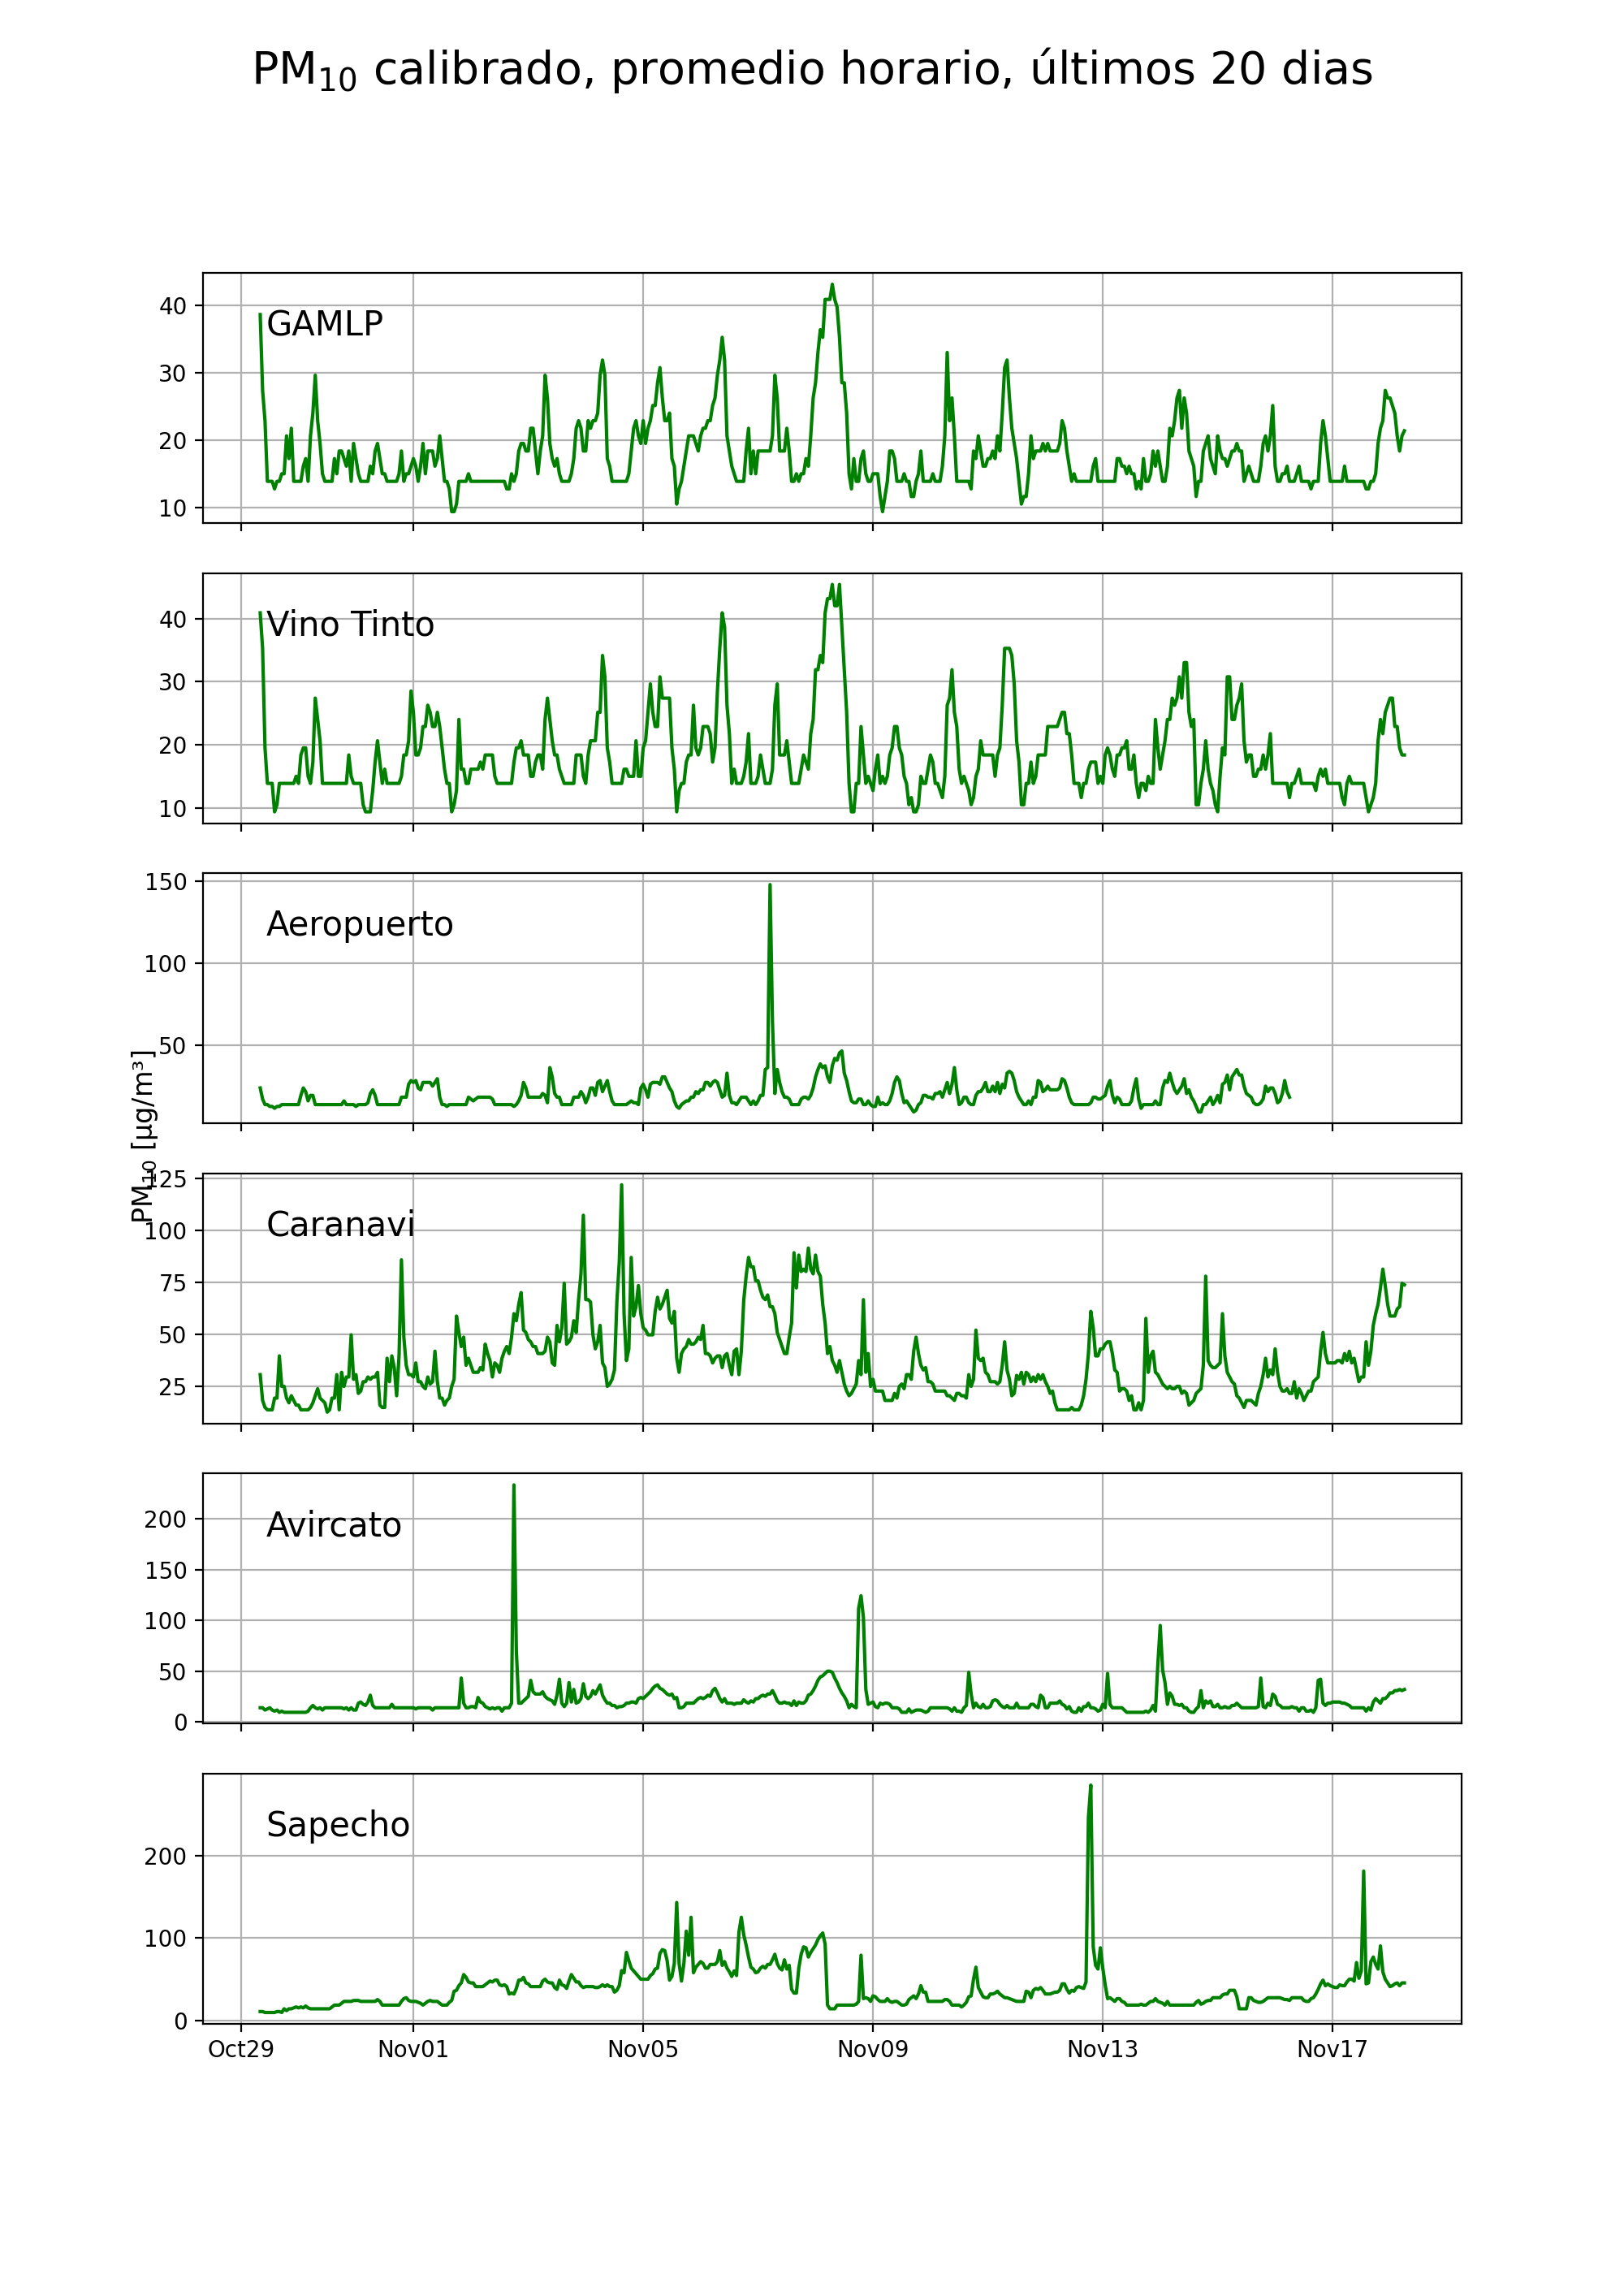 PM₁₀ calibrado, promedio horario, últimos 20 dias
40
30
20
10
GAMLP
40
30
20
10
Vino Tinto
150
100
50
Aeropuerto
PM₁₀ [µg/m³]
125
100
75
50
25
Caranavi
200
150
100
50
0
Avircato
200
100
0
Sapecho
Oct29 Nov01 Nov05 Nov09 Nov13 Nov17